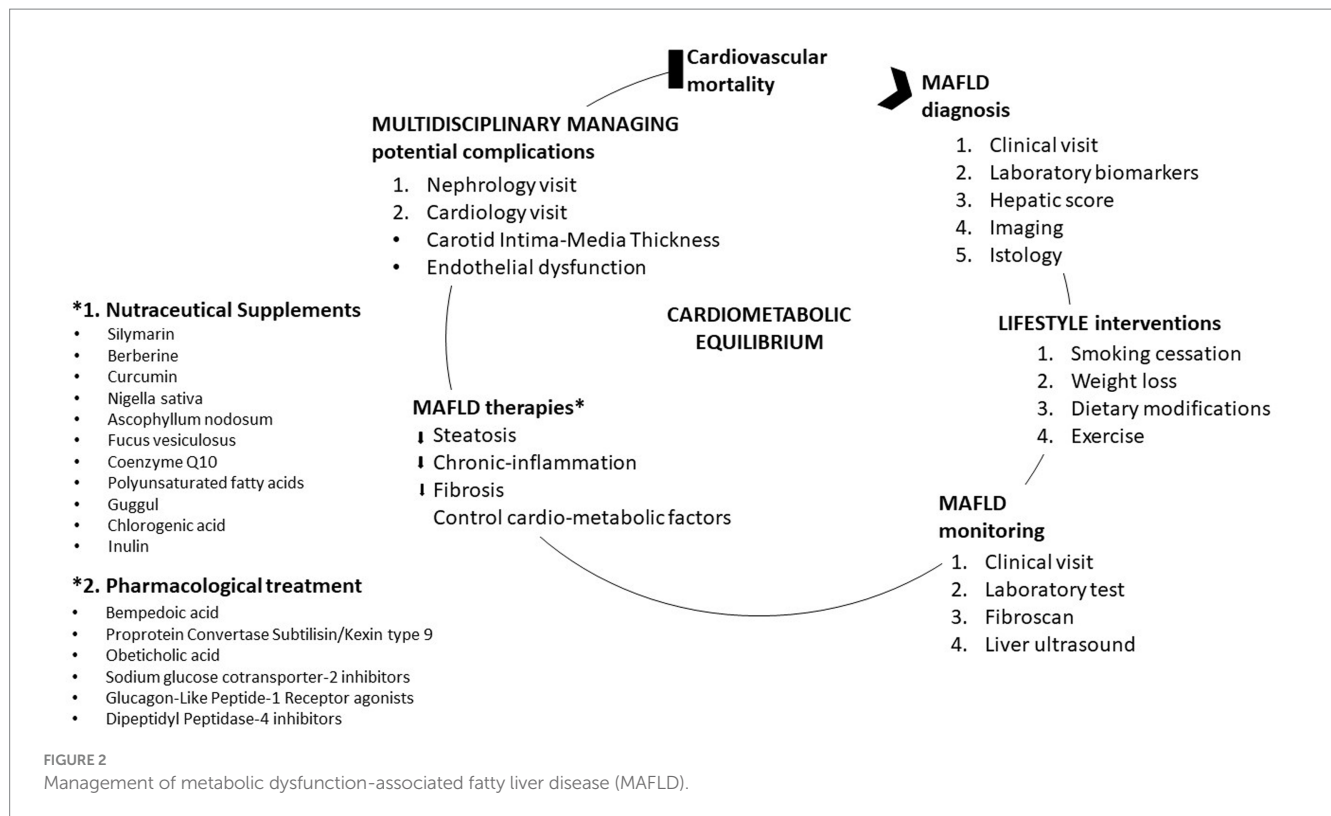 Cardiovascular
mortality
MAFLD
diagnosis
1. Clinical visit
2. Laboratory biomarkers
3. Hepatic score
4. Imaging
5. Istology
LIFESTYLE interventions
1. Smoking cessation
2. Weight loss
3. Dietary modifications
4. Exercise
MAFLD
monitoring
1. Clinical visit
2. Laboratory test
3. Fibroscan
4. Liver ultrasound
MAFLD therapies*
⬇ Steatosis
⬇ Chronic-inflammation
⬇ Fibrosis
Control cardio-metabolic factors
MULTIDISCIPLINARY MANAGING
potential complications
1. Nephrology visit
2. Cardiology visit
• Carotid Intima-Media Thickness
• Endothelial dysfunction
CARDIOMETABOLIC
EQUILIBRIUM
*1. Nutraceutical Supplements
• Silymarin
• Berberine
• Curcumin
• Nigella sativa
• Ascophyllum nodosum
• Fucus vesiculosus
• Coenzyme Q10
• Polyunsaturated fatty acids
• Guggul
• Chlorogenic acid
• Inulin
*2. Pharmacological treatment
• Bempedoic acid
• Proprotein Convertase Subtilisin/Kexin type 9
• Obeticholic acid
• Sodium glucose cotransporter-2 inhibitors
• Glucagon-Like Peptide-1 Receptor agonists
• Dipeptidyl Peptidase-4 inhibitors
FIGURE 2
Management of metabolic dysfunction-associated fatty liver disease (MAFLD).